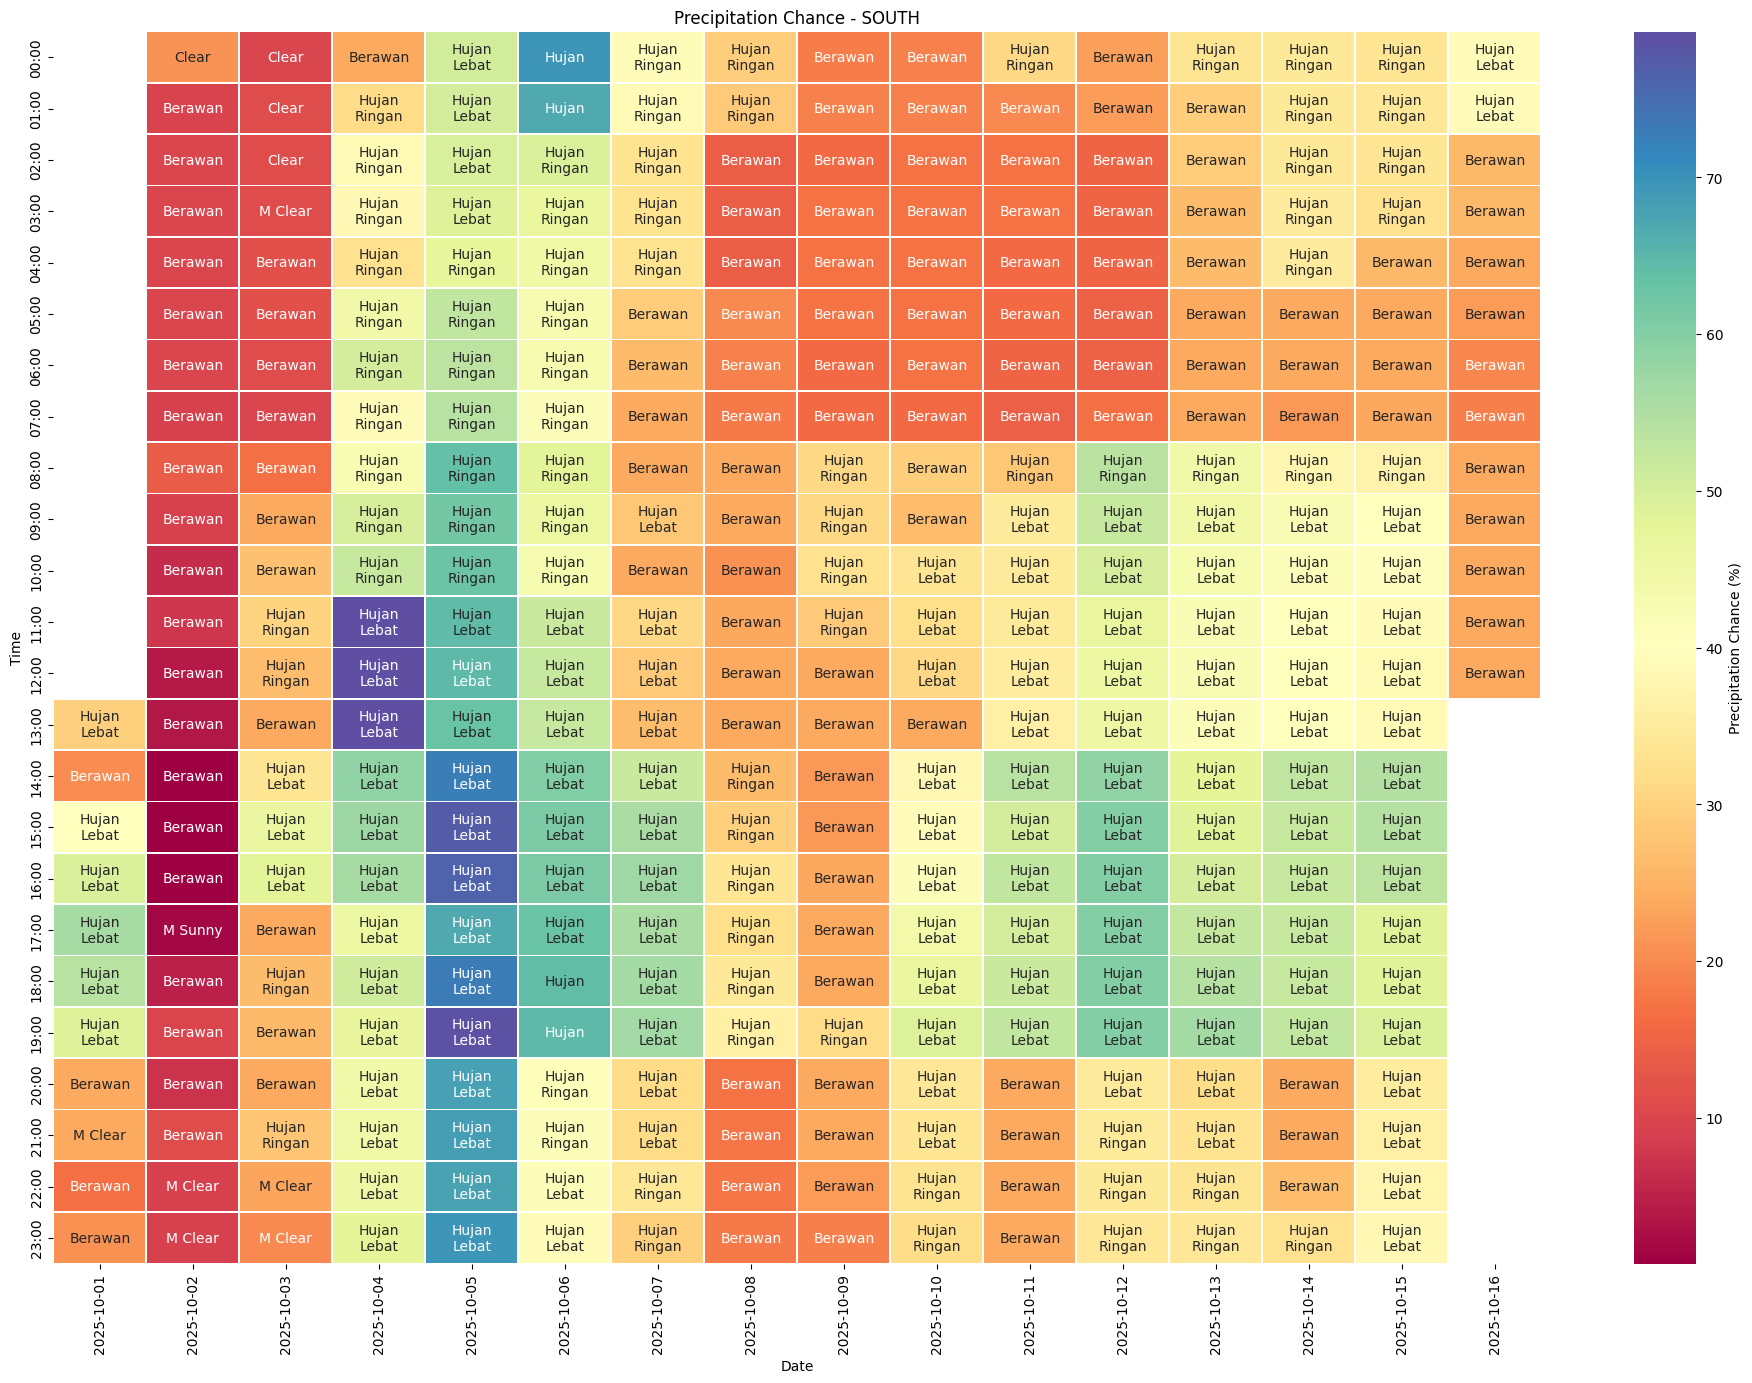 Precipitation Chance - SOUTH
00:00 Clear Clear Berawan Hujan Lebat Hujan Hujan Ringan Hujan Ringan Berawan Berawan Hujan Ringan Berawan Hujan Ringan Hujan Ringan Hujan Ringan Hujan Lebat
01:00 Berawan Clear Hujan Ringan Hujan Lebat Hujan Hujan Ringan Hujan Ringan Berawan Berawan Berawan Berawan Berawan Hujan Ringan Hujan Ringan Hujan Lebat
02:00 Berawan Clear Hujan Ringan Hujan Lebat Hujan Ringan Hujan Ringan Berawan Berawan Berawan Berawan Berawan Berawan Hujan Ringan Hujan Ringan Berawan
03:00 Berawan M Clear Hujan Ringan Hujan Lebat Hujan Ringan Hujan Ringan Berawan Berawan Berawan Berawan Berawan Berawan Hujan Ringan Hujan Ringan Berawan
04:00 Berawan Berawan Hujan Ringan Hujan Ringan Hujan Ringan Hujan Ringan Berawan Berawan Berawan Berawan Berawan Berawan Hujan Ringan Berawan Berawan
05:00 Berawan Berawan Hujan Ringan Hujan Ringan Hujan Ringan Berawan Berawan Berawan Berawan Berawan Berawan Berawan Berawan Berawan Berawan
06:00 Berawan Berawan Hujan Ringan Hujan Ringan Hujan Ringan Berawan Berawan Berawan Berawan Berawan Berawan Berawan Berawan Berawan Berawan
07:00 Berawan Berawan Hujan Ringan Hujan Ringan Hujan Ringan Berawan Berawan Berawan Berawan Berawan Berawan Berawan Berawan Berawan Berawan
08:00 Berawan Berawan Hujan Ringan Hujan Ringan Hujan Ringan Berawan Berawan Hujan Ringan Berawan Hujan Ringan Hujan Ringan Hujan Ringan Hujan Ringan Hujan Ringan Berawan
09:00 Berawan Berawan Hujan Ringan Hujan Ringan Hujan Ringan Hujan Lebat Berawan Hujan Ringan Berawan Hujan Lebat Hujan Lebat Hujan Lebat Hujan Lebat Hujan Lebat Berawan
10:00 Berawan Berawan Hujan Ringan Hujan Ringan Hujan Ringan Berawan Berawan Hujan Ringan Hujan Lebat Hujan Lebat Hujan Lebat Hujan Lebat Hujan Lebat Hujan Lebat Berawan
11:00 Berawan Hujan Ringan Hujan Lebat Hujan Lebat Hujan Lebat Hujan Lebat Berawan Hujan Ringan Hujan Lebat Hujan Lebat Hujan Lebat Hujan Lebat Hujan Lebat Hujan Lebat Berawan
12:00 Berawan Hujan Ringan Hujan Lebat Hujan Lebat Hujan Lebat Hujan Lebat Berawan Berawan Hujan Lebat Hujan Lebat Hujan Lebat Hujan Lebat Hujan Lebat Hujan Lebat Berawan
13:00 Hujan Lebat Berawan Berawan Hujan Lebat Hujan Lebat Hujan Lebat Hujan Lebat Berawan Berawan Berawan Hujan Lebat Hujan Lebat Hujan Lebat Hujan Lebat Hujan Lebat
14:00 Berawan Berawan Hujan Lebat Hujan Lebat Hujan Lebat Hujan Lebat Hujan Lebat Hujan Ringan Berawan Hujan Lebat Hujan Lebat Hujan Lebat Hujan Lebat Hujan Lebat Hujan Lebat
15:00 Hujan Lebat Berawan Hujan Lebat Hujan Lebat Hujan Lebat Hujan Lebat Hujan Lebat Hujan Ringan Berawan Hujan Lebat Hujan Lebat Hujan Lebat Hujan Lebat Hujan Lebat Hujan Lebat
16:00 Hujan Lebat Berawan Hujan Lebat Hujan Lebat Hujan Lebat Hujan Lebat Hujan Lebat Hujan Ringan Berawan Hujan Lebat Hujan Lebat Hujan Lebat Hujan Lebat Hujan Lebat Hujan Lebat
17:00 Hujan Lebat M Sunny Berawan Hujan Lebat Hujan Lebat Hujan Lebat Hujan Lebat Hujan Ringan Berawan Hujan Lebat Hujan Lebat Hujan Lebat Hujan Lebat Hujan Lebat Hujan Lebat
18:00 Hujan Lebat Berawan Hujan Ringan Hujan Lebat Hujan Lebat Hujan Hujan Lebat Hujan Ringan Berawan Hujan Lebat Hujan Lebat Hujan Lebat Hujan Lebat Hujan Lebat Hujan Lebat
19:00 Hujan Lebat Berawan Berawan Hujan Lebat Hujan Lebat Hujan Hujan Lebat Hujan Ringan Hujan Ringan Hujan Lebat Hujan Lebat Hujan Lebat Hujan Lebat Hujan Lebat Hujan Lebat
20:00 Berawan Berawan Berawan Hujan Lebat Hujan Lebat Hujan Ringan Hujan Lebat Berawan Berawan Hujan Lebat Berawan Hujan Lebat Hujan Lebat Berawan Hujan Lebat
21:00 M Clear Berawan Hujan Ringan Hujan Lebat Hujan Lebat Hujan Ringan Hujan Lebat Berawan Berawan Hujan Lebat Berawan Hujan Ringan Hujan Lebat Berawan Hujan Lebat
22:00 Berawan M Clear M Clear Hujan Lebat Hujan Lebat Hujan Lebat Hujan Ringan Berawan Berawan Hujan Ringan Berawan Hujan Ringan Hujan Ringan Berawan Hujan Lebat
23:00 Berawan M Clear M Clear Hujan Lebat Hujan Lebat Hujan Lebat Hujan Ringan Berawan Berawan Hujan Ringan Berawan Hujan Ringan Hujan Ringan Hujan Ringan Hujan Lebat
2025-10-01 2025-10-02 2025-10-03 2025-10-04 2025-10-05 2025-10-06 2025-10-07 2025-10-08 2025-10-09 2025-10-10 2025-10-11 2025-10-12 2025-10-13 2025-10-14 2025-10-15 2025-10-16
Date
Time
70
60
50
40
30
20
10
Precipitation Chance (%)